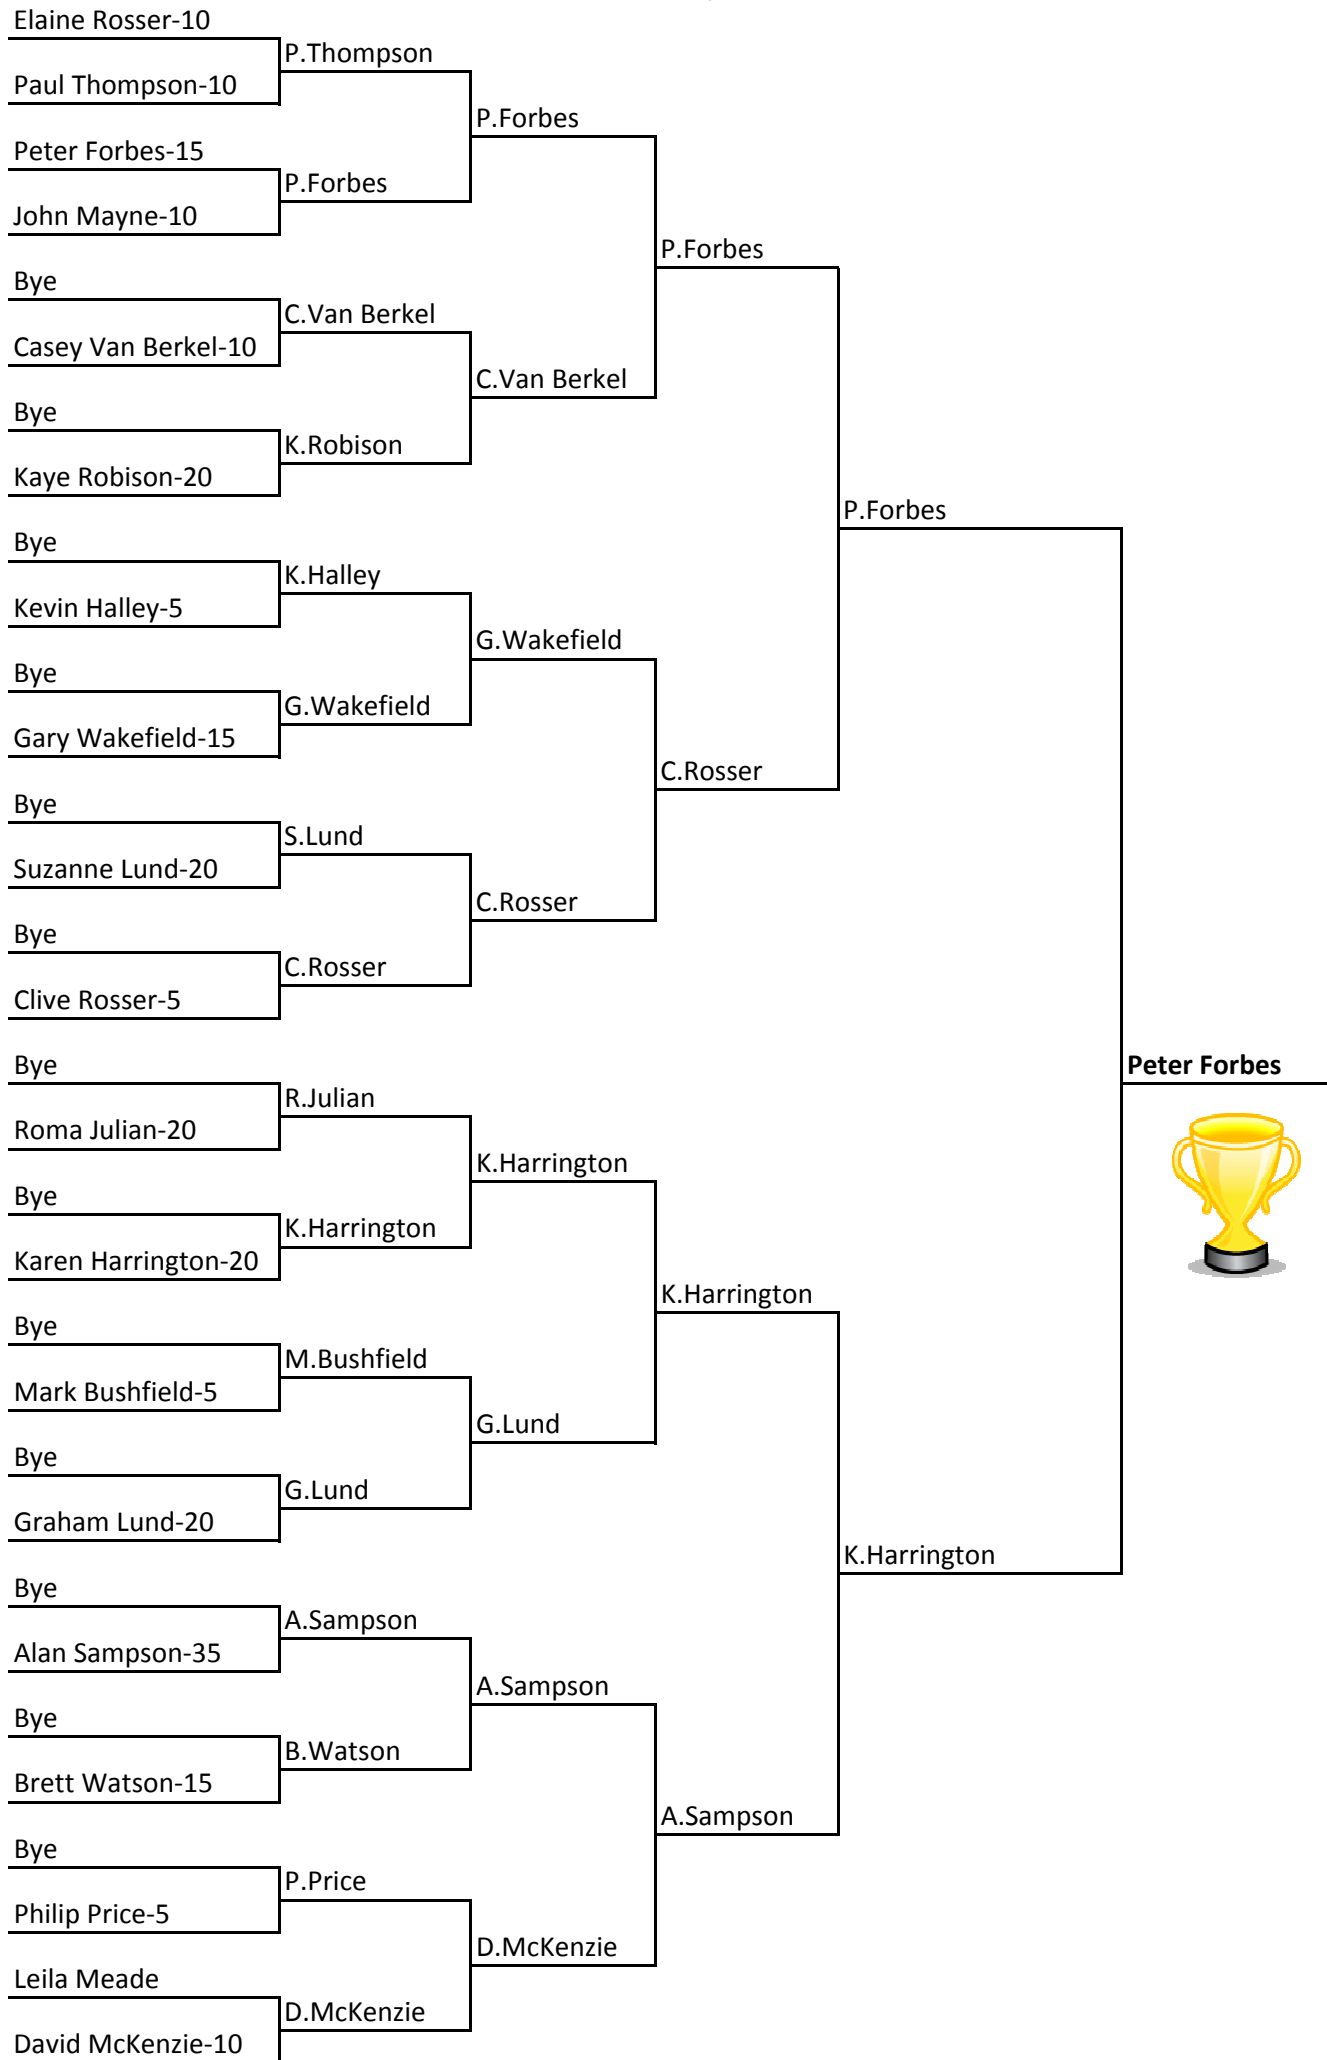 Elaine Rosser-10
P.Thompson
Paul Thompson-10
P.Forbes
Peter Forbes-15
P.Forbes
John Mayne-10
P.Forbes
Bye
C.Van Berkel
Casey Van Berkel-10
C.Van Berkel
Bye
K.Robison
Kaye Robison-20
P.Forbes
Bye
K.Halley
Kevin Halley-5
G.Wakefield
Bye
G.Wakefield
Gary Wakefield-15
C.Rosser
Bye
S.Lund
Suzanne Lund-20
C.Rosser
Bye
C.Rosser
Clive Rosser-5
Bye
Peter Forbes
R.Julian
Roma Julian-20
K.Harrington
Bye
K.Harrington
Karen Harrington-20
K.Harrington
Bye
M.Bushfield
Mark Bushfield-5
G.Lund
Bye
G.Lund
Graham Lund-20
K.Harrington
Bye
A.Sampson
Alan Sampson-35
A.Sampson
Bye
B.Watson
Brett Watson-15
A.Sampson
Bye
P.Price
Philip Price-5
D.McKenzie
Leila Meade
D.McKenzie
David McKenzie-10